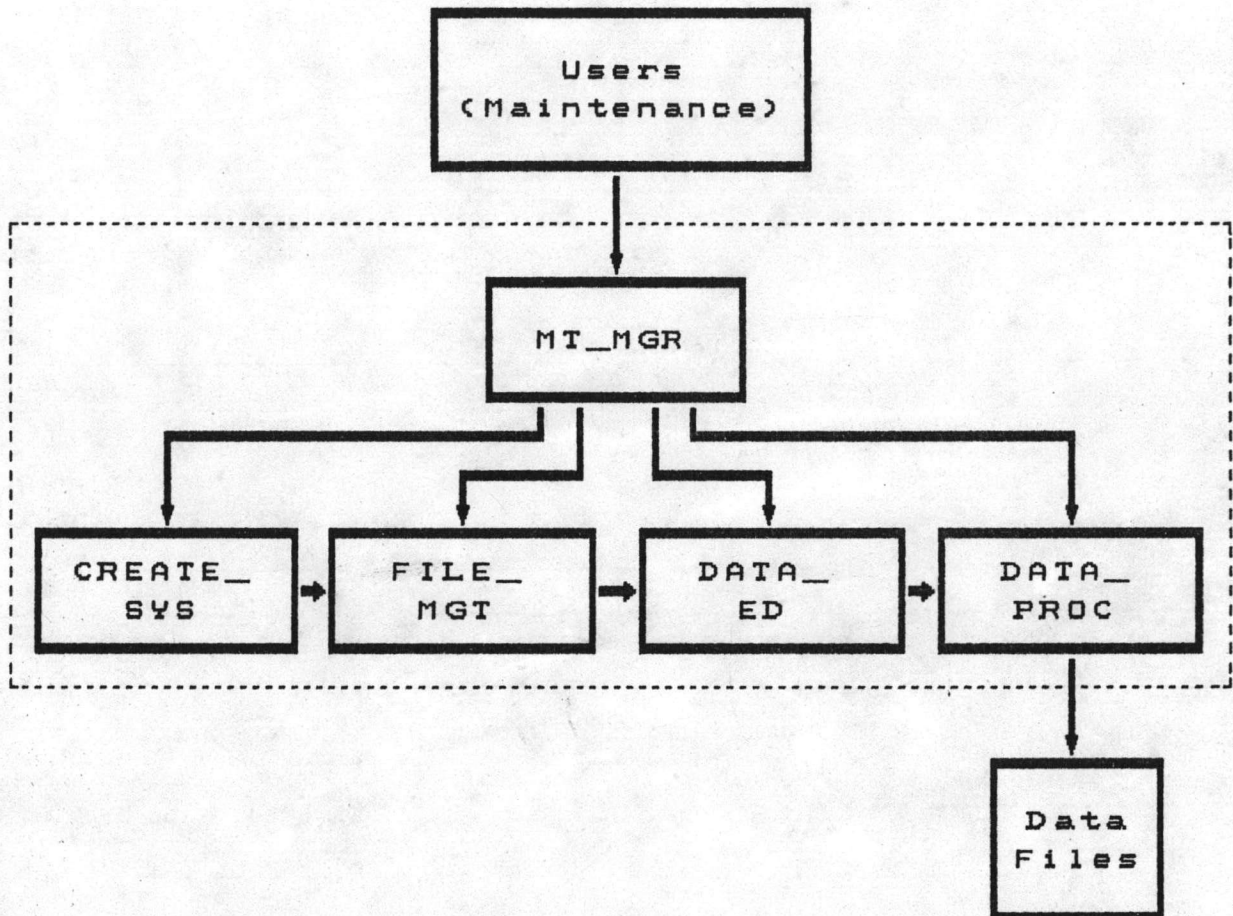 Users
(Maintenance)
MT_MGR
CREATE_
SYS
FILE_
MGT
DATA_
ED
DATA_
PROC
Data
Files